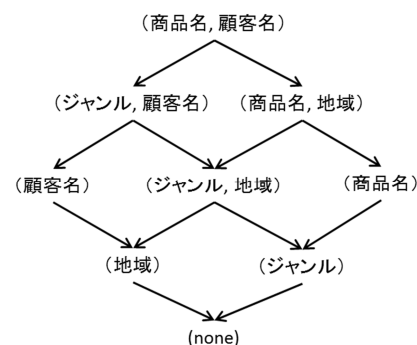 （商品名, 顧客名）
（ジャンル, 顧客名） （商品名, 地域）
（顧客名） （ジャンル, 地域） （商品名）
（地域） （ジャンル）
(none)